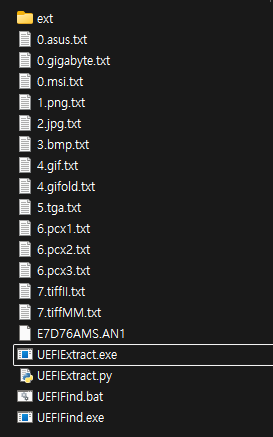 ext
0.asus.txt
0.gigabyte.txt
0.msi.txt
1.png.txt
2.jpg.txt
3.bmp.txt
4.gif.txt
4.gifold.txt
5.tga.txt
6.pcx1.txt
6.pcx2.txt
6.pcx3.txt
7.tiffII.txt
7.tiffMM.txt
E7D76AMS.AN1
UEFIExtract.exe
UEFIExtract.py
UEFIFind.bat
UEFIFind.exe